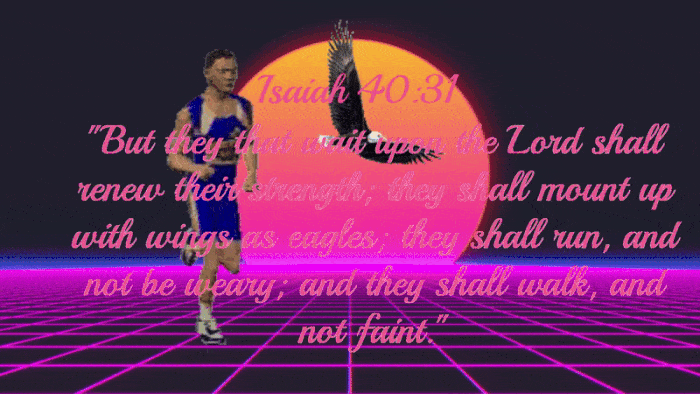 Isaiah 40:31
"But they that wait upon the Lord shall
renew their strength; they shall mount up
with wings as eagles; they shall run, and
not be weary; and they shall walk, and
not faint."